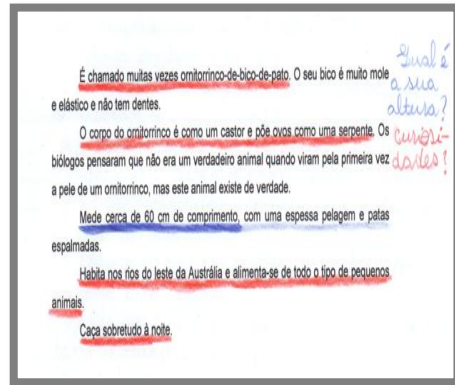 É chamado muitas vezes ornitorrinco-de-bico-de-pato. O seu bico é muito mole
e elástico e não tem dentes.
O corpo do ornitorrinco é como um castor e põe ovos como uma serpente. Os
biólogos pensaram que não era um verdadeiro animal quando viram pela primeira vez
a pele de um ornitorrinco, mas este animal existe de verdade.
Mede cerca de 60 cm de comprimento, com uma espessa pelagem e patas
espalmadas.
Habita nos rios do leste da Austrália e alimenta-se de todo o tipo de pequenos
animais.
Caça sobretudo à noite.
Qual é
a sua
altura?
curiosi-
dades!